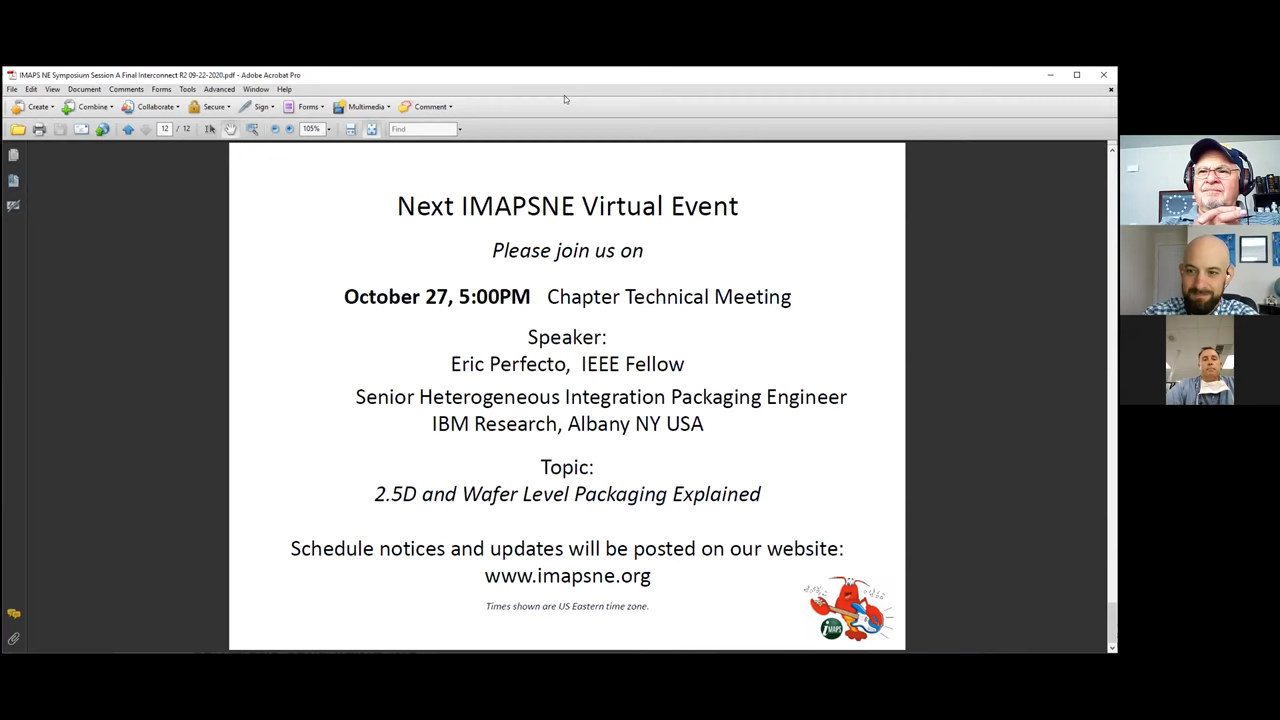 IMAPS NE Symposium Session A Final Interconnect R2 09-22-2020.pdf - Adobe Acrobat Pro
File Edit View Document Comments Forms Tools Advanced Window Help
Create Combine Collaborate Secure Sign Forms Multimedia Comment
12 / 12 105% Find
Next IMAPSNE Virtual Event
Please join us on
October 27, 5:00PM Chapter Technical Meeting
Speaker:
Eric Perfecto, IEEE Fellow
Senior Heterogeneous Integration Packaging Engineer
IBM Research, Albany NY USA
Topic:
2.5D and Wafer Level Packaging Explained
Schedule notices and updates will be posted on our website:
www.imapsne.org
Times shown are US Eastern time zone.
iMAPS